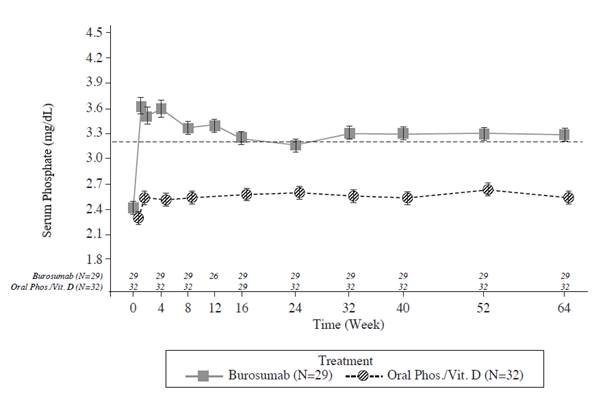 4.5
4.2
3.9
3.6
3.3
3.0
2.7
2.4
2.1
1.8
Serum Phosphate (mg/dL)
Burosumab (N=29) 29 29 29 26 29 29 29 29 29 29
Oral Phos./Vit. D (N=32) 32 32 32 29 32 32 32 32 32
0 4 8 12 16 24 32 40 52 64
Time (Week)
Treatment
Burosumab (N=29) Oral Phos./Vit. D (N=32)